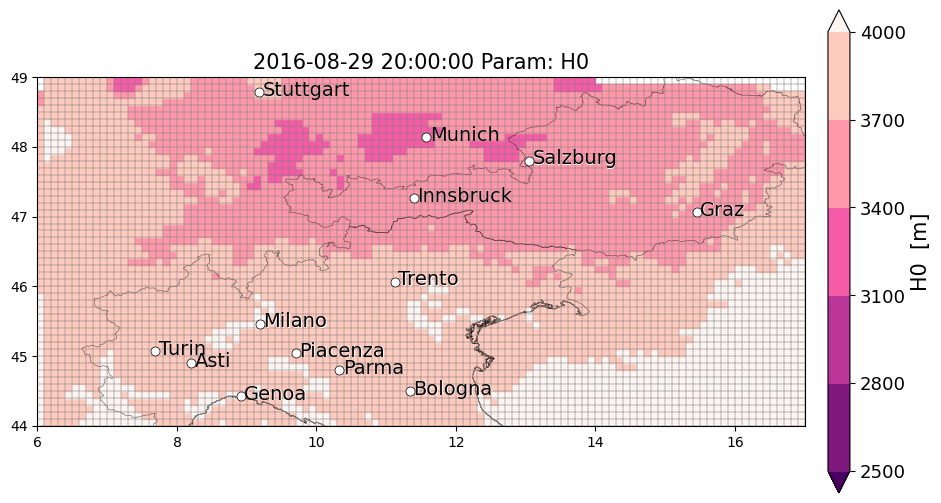 2016-08-29 20:00:00 Param: H0
49
48
47
46
45
44
6
8
10
12
14
16
Stuttgart
Munich
Salzburg
Innsbruck
Graz
Trento
Milano
Turin
Piacenza
Asti
Parma
Bologna
Genoa
4000
3700
3400
3100
2800
2500
H0 [m]